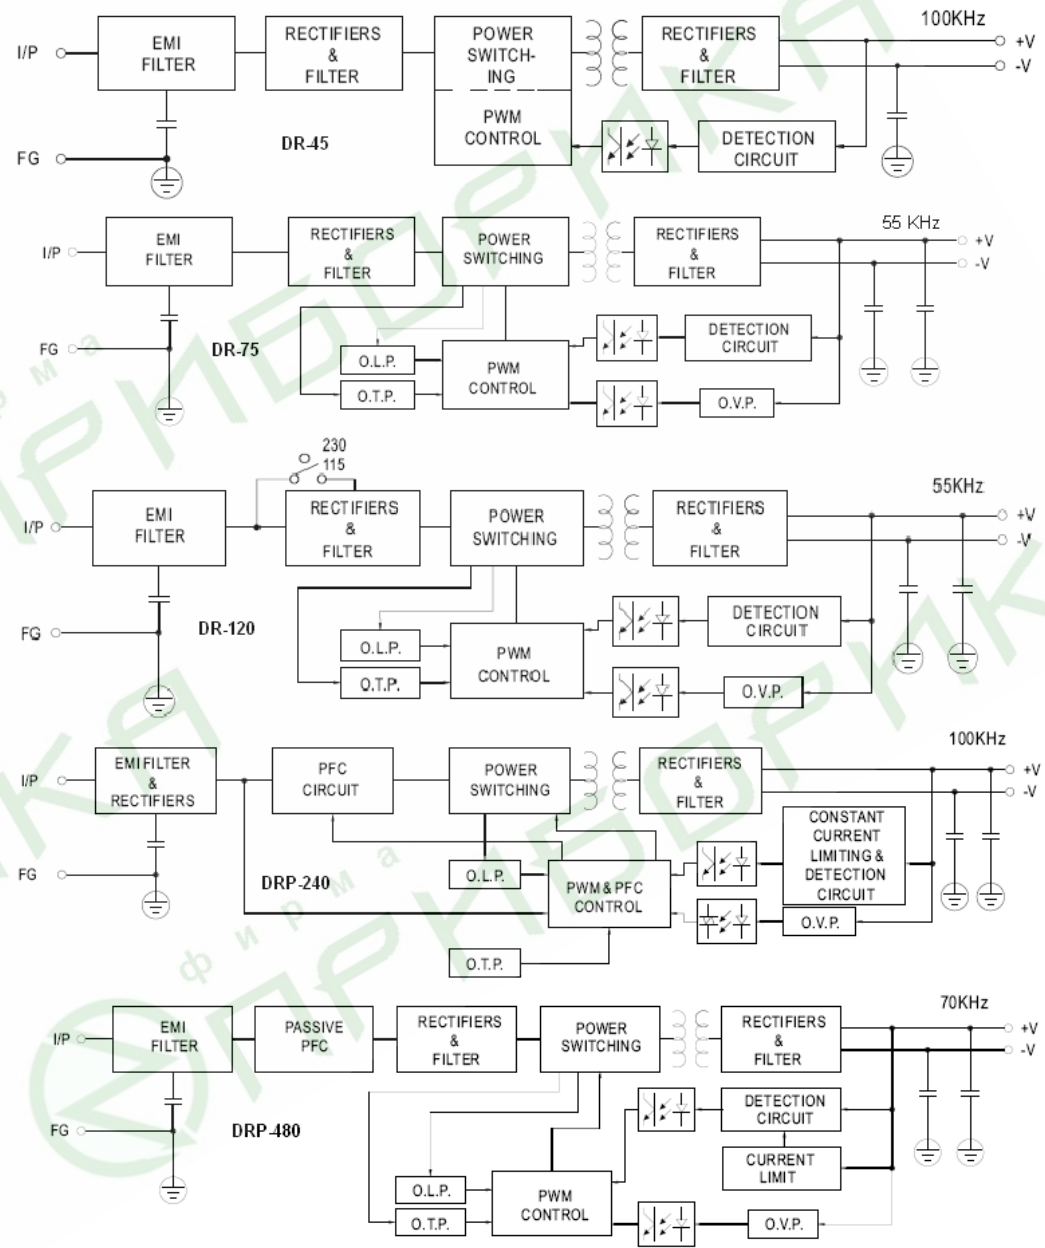 100KHz
I/P
EMI
FILTER
RECTIFIERS
&
FILTER
POWER
SWITCH-
ING
PWM
CONTROL
RECTIFIERS
&
FILTER
+V
-V
DETECTION
CIRCUIT
FG
DR-45
55 KHz
I/P
EMI
FILTER
RECTIFIERS
&
FILTER
POWER
SWITCHING
RECTIFIERS
&
FILTER
+V
-V
DETECTION
CIRCUIT
FG
DR-75
O.L.P.
O.T.P.
PWM
CONTROL
O.V.P.
230
115
55KHz
I/P
EMI
FILTER
RECTIFIERS
&
FILTER
POWER
SWITCHING
RECTIFIERS
&
FILTER
+V
-V
DETECTION
CIRCUIT
FG
DR-120
O.L.P.
O.T.P.
PWM
CONTROL
O.V.P.
100KHz
I/P
EMI FILTER
&
RECTIFIERS
PFC
CIRCUIT
POWER
SWITCHING
RECTIFIERS
&
FILTER
+V
-V
CONSTANT
CURRENT
LIMITING &
DETECTION
CIRCUIT
FG
DRP-240
O.L.P.
PWM & PFC
CONTROL
O.V.P.
O.T.P.
70KHz
I/P
EMI
FILTER
PASSIVE
PFC
RECTIFIERS
&
FILTER
POWER
SWITCHING
RECTIFIERS
&
FILTER
+V
-V
DETECTION
CIRCUIT
FG
DRP-480
CURRENT
LIMIT
O.L.P.
O.T.P.
PWM
CONTROL
O.V.P.
фирма
ПРИБОРИКА